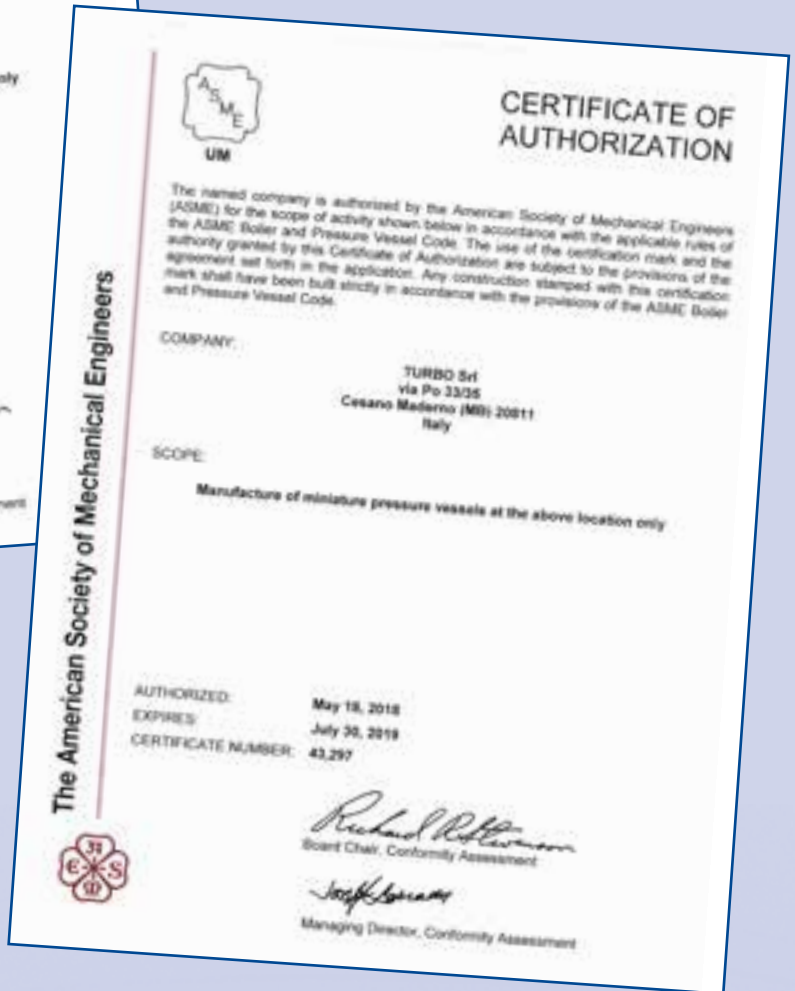 ASME
UM
CERTIFICATE OF
AUTHORIZATION
The named company is authorized by the American Society of Mechanical Engineers
(ASME) for the scope of activity shown below in accordance with the applicable rules of
the ASME Boiler and Pressure Vessel Code. The use of the certification mark and the
authority granted by this Certificate of Authorization are subject to the provisions of the
agreement set forth in the application. Any construction stamped with this certification
mark shall have been built strictly in accordance with the provisions of the ASME Boiler
and Pressure Vessel Code.
COMPANY:
TURBO Srl
via Po 33/35
Cesano Maderno (MB) 20811
Italy
SCOPE:
Manufacture of miniature pressure vessels at the above location only
AUTHORIZED: May 18, 2018
EXPIRES: July 30, 2019
CERTIFICATE NUMBER: 43,297
Board Chair, Conformity Assessment
Managing Director, Conformity Assessment
The American Society of Mechanical Engineers